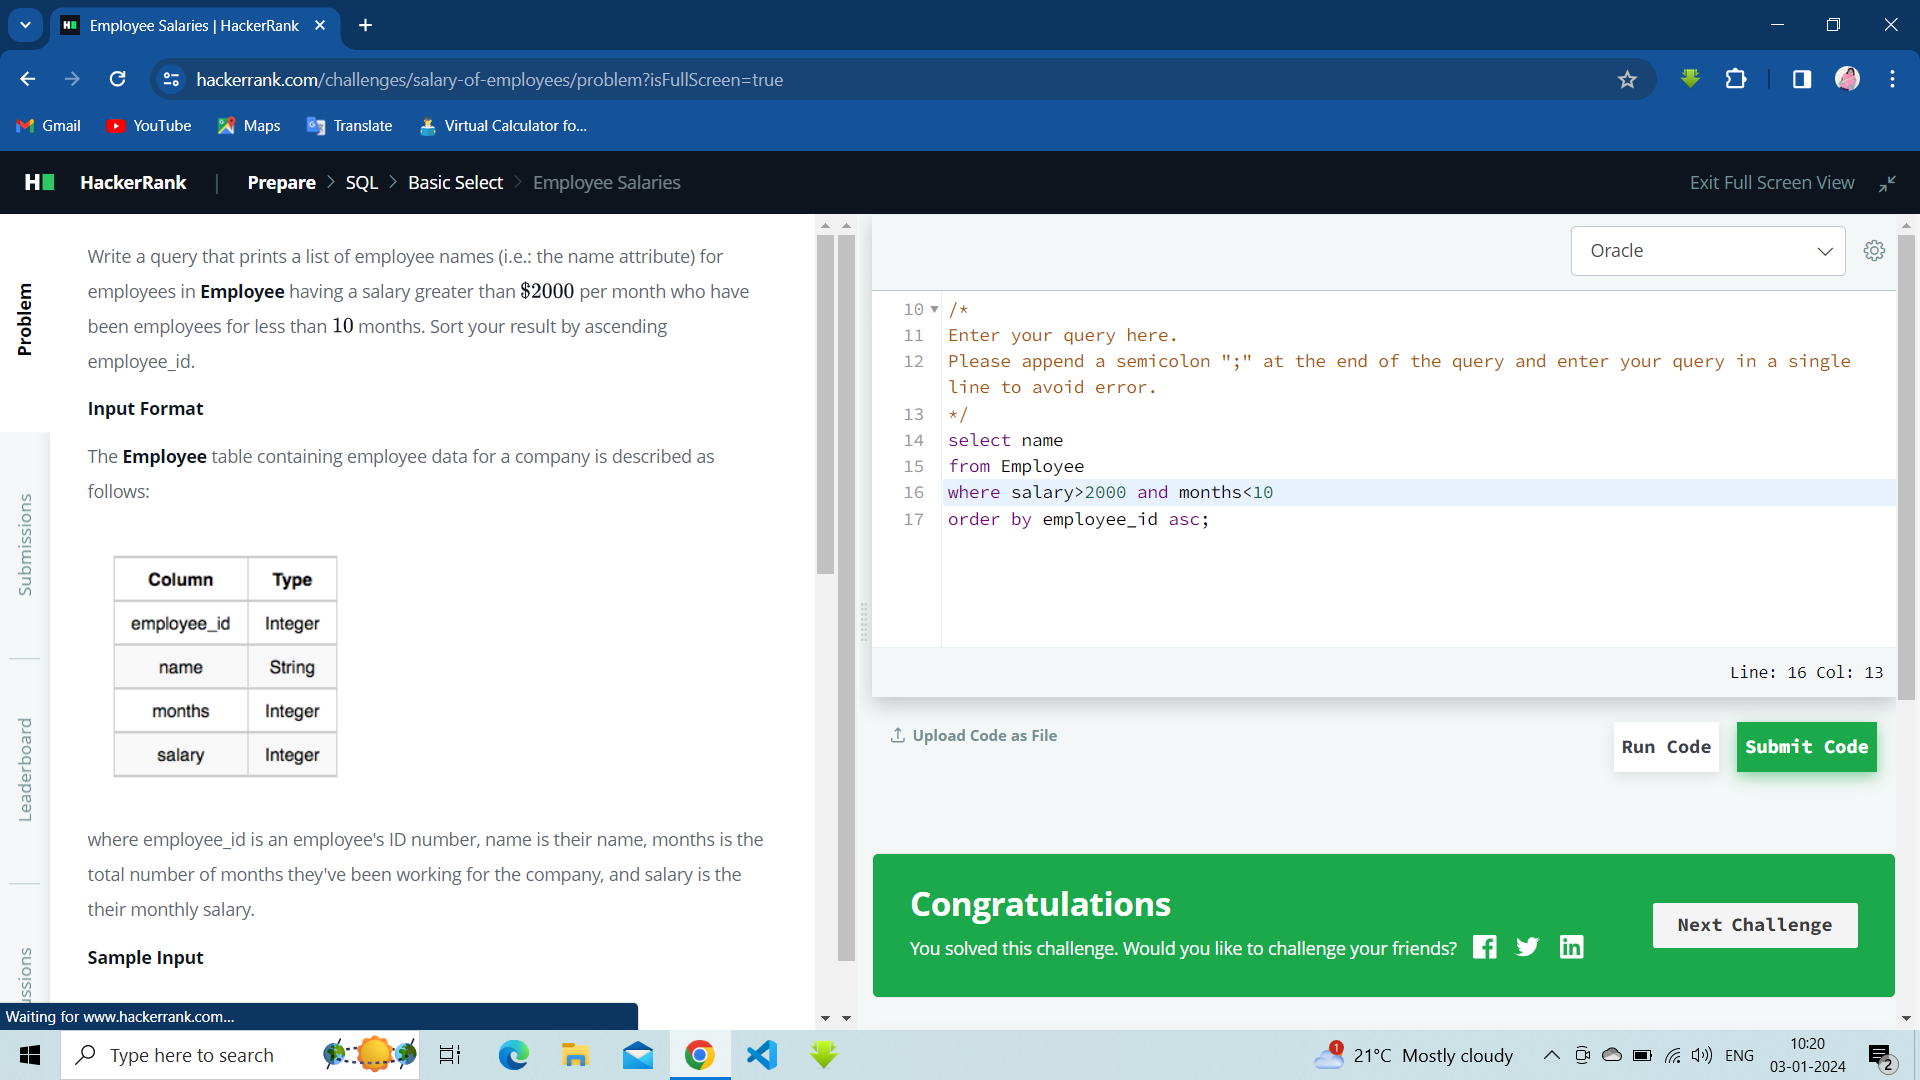 Employee Salaries | HackerRank
hackerrank.com/challenges/salary-of-employees/problem?isFullScreen=true
Gmail YouTube Maps Translate Virtual Calculator fo...
HackerRank | Prepare > SQL > Basic Select > Employee Salaries Exit Full Screen View
Problem
Submissions
Leaderboard
ussions
Write a query that prints a list of employee names (i.e.: the name attribute) for
employees in Employee having a salary greater than $2000 per month who have
been employees for less than 10 months. Sort your result by ascending
employee_id.
Input Format
The Employee table containing employee data for a company is described as
follows:
Column Type
employee_id Integer
name String
months Integer
salary Integer
where employee_id is an employee's ID number, name is their name, months is the
total number of months they've been working for the company, and salary is the
their monthly salary.
Sample Input
Waiting for www.hackerrank.com...
Oracle
10 /*
11 Enter your query here.
12 Please append a semicolon ";" at the end of the query and enter your query in a single
line to avoid error.
13 */
14 select name
15 from Employee
16 where salary>2000 and months<10
17 order by employee_id asc;
Line: 16 Col: 13
Upload Code as File
Run Code Submit Code
Congratulations
You solved this challenge. Would you like to challenge your friends?
Next Challenge
Type here to search
1
21°C Mostly cloudy
ENG
10:20
03-01-2024
2